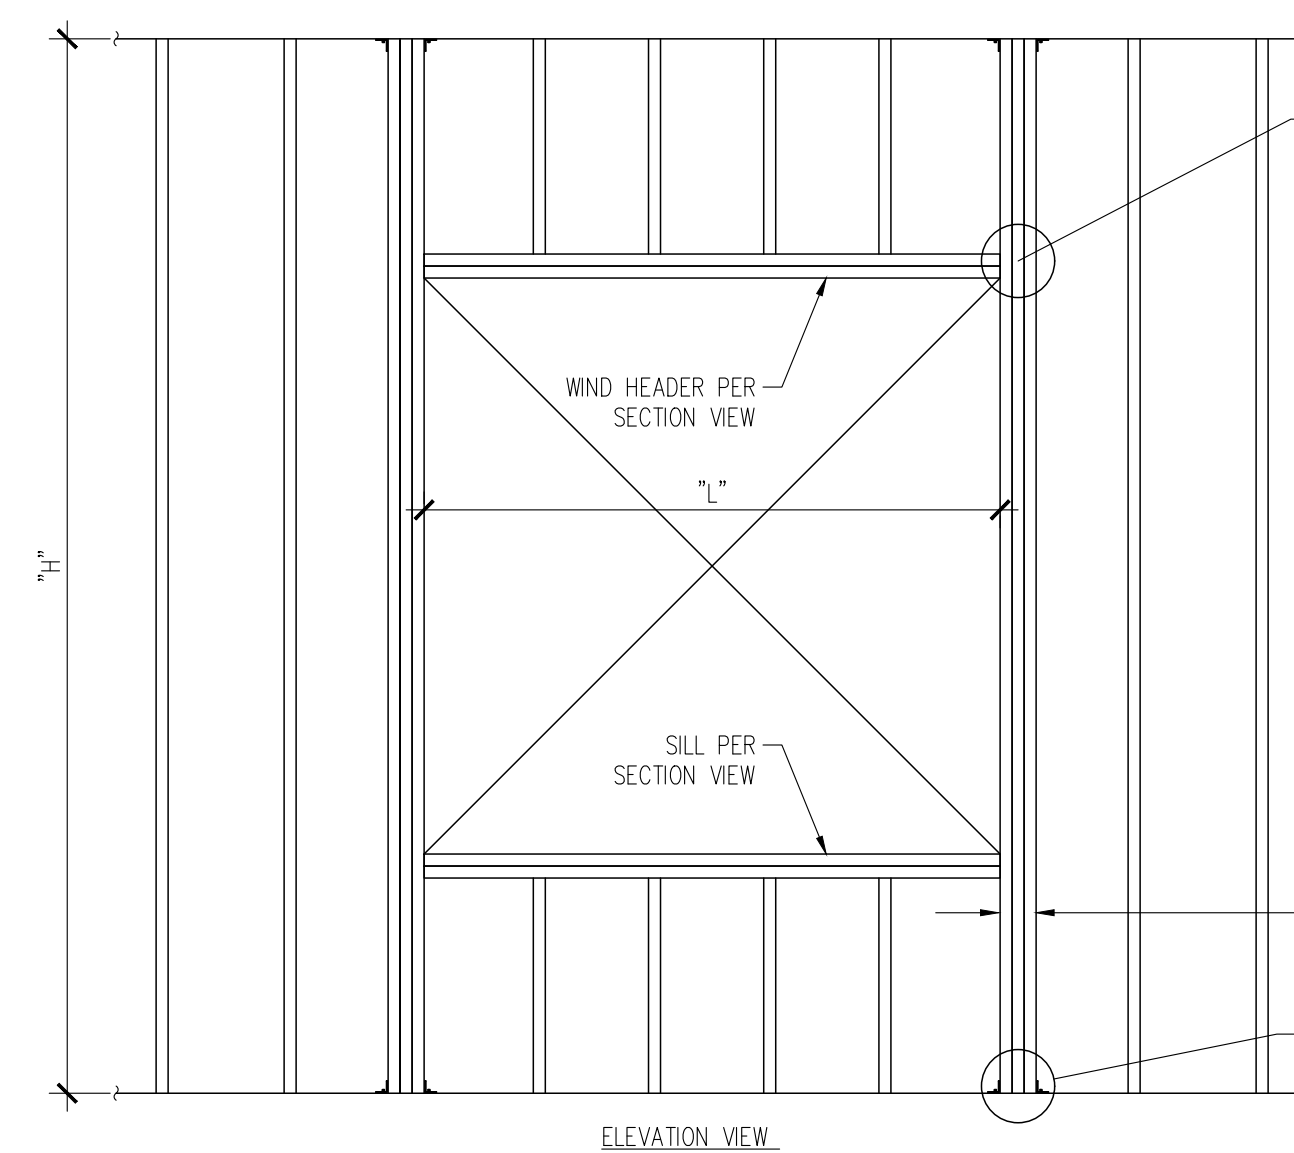 WIND HEADER PER
SECTION VIEW
"L"
"H"
SILL PER
SECTION VIEW
ELEVATION VIEW